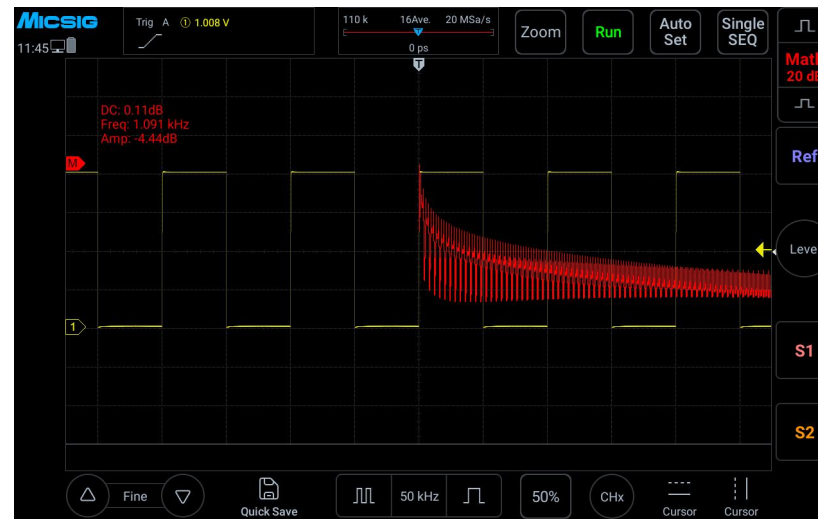 Micsig
11:45
Trig A ① 1.008 V
110 k 16Ave. 20 MSa/s
0 ps
Zoom
Run
Auto
Set
Single
SEQ
T
Math
20 dB
DC: 0.11dB
Freq: 1.091 kHz
Amp: -4.44dB
M
Ref
Leve
1
S1
S2
Fine
Quick Save
50 kHz
50%
CHx
Cursor
Cursor